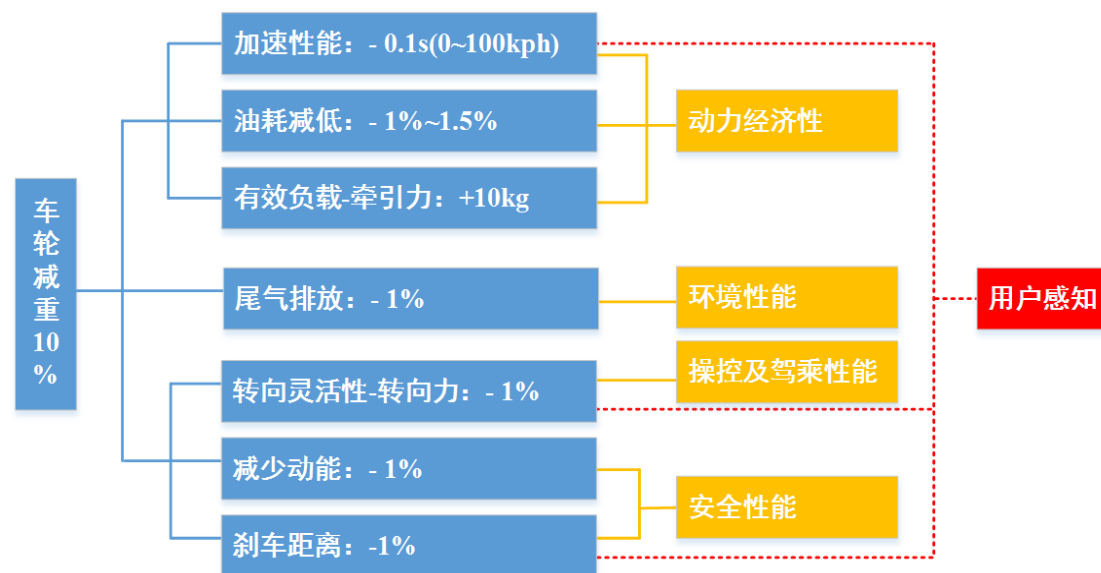 加速性能：- 0.1s(0~100kph)
油耗减低：- 1%~1.5%
动力经济性
有效负载-牵引力：+10kg
车
轮
减
重
10
%
尾气排放：- 1%
环境性能
用户感知
转向灵活性-转向力：- 1%
操控及驾乘性能
减少动能：- 1%
安全性能
刹车距离：-1%